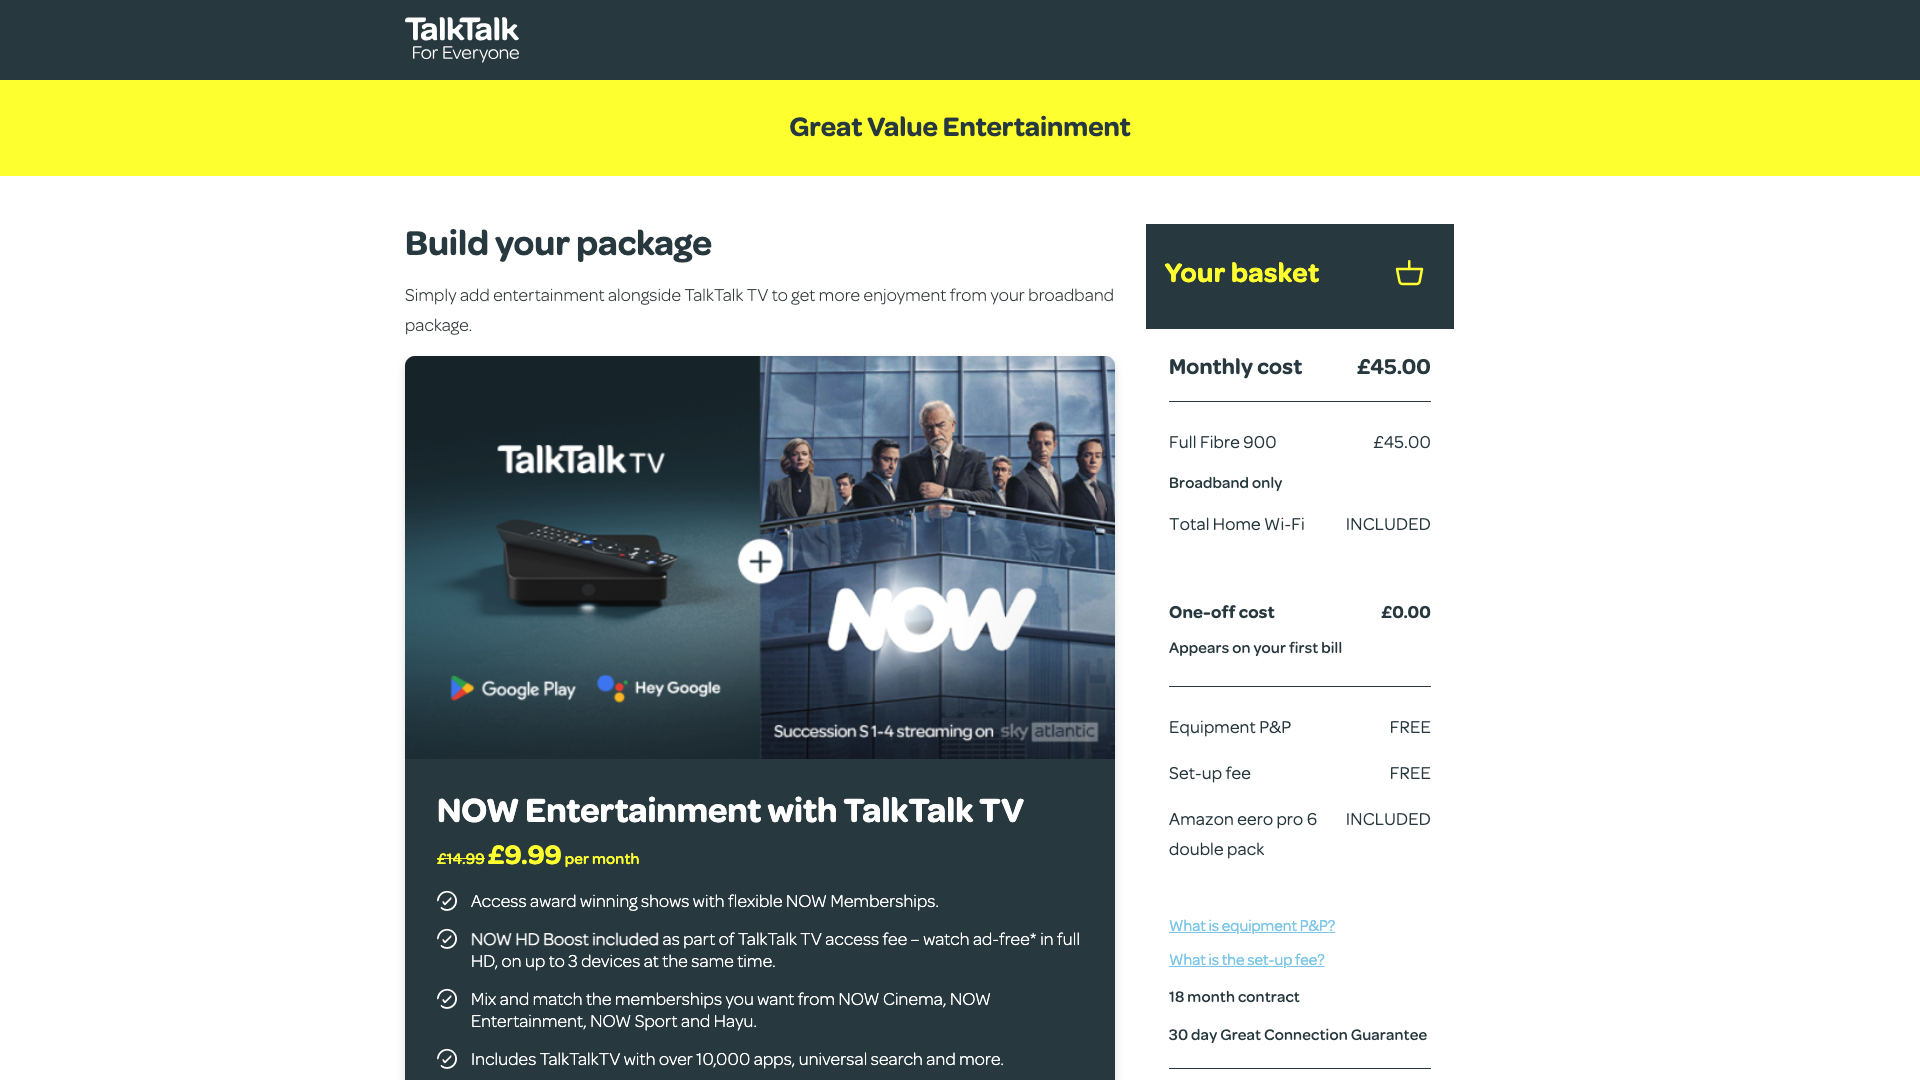 TalkTalk
For Everyone
Great Value Entertainment
Build your package
Simply add entertainment alongside TalkTalk TV to get more enjoyment from your broadband
package.
TalkTalk TV
Google Play
Hey Google
NOW
Succession S 1-4 streaming on sky atlantic
NOW Entertainment with TalkTalk TV
£14.99 £9.99 per month
Access award winning shows with flexible NOW Memberships.
NOW HD Boost included as part of TalkTalk TV access fee – watch ad-free* in full
HD, on up to 3 devices at the same time.
Mix and match the memberships you want from NOW Cinema, NOW
Entertainment, NOW Sport and Hayu.
Includes TalkTalkTV with over 10,000 apps, universal search and more.
Your basket
Monthly cost £45.00
Full Fibre 900 £45.00
Broadband only
Total Home Wi-Fi INCLUDED
One-off cost £0.00
Appears on your first bill
Equipment P&P FREE
Set-up fee FREE
Amazon eero pro 6 INCLUDED
double pack
What is equipment P&P?
What is the set-up fee?
18 month contract
30 day Great Connection Guarantee